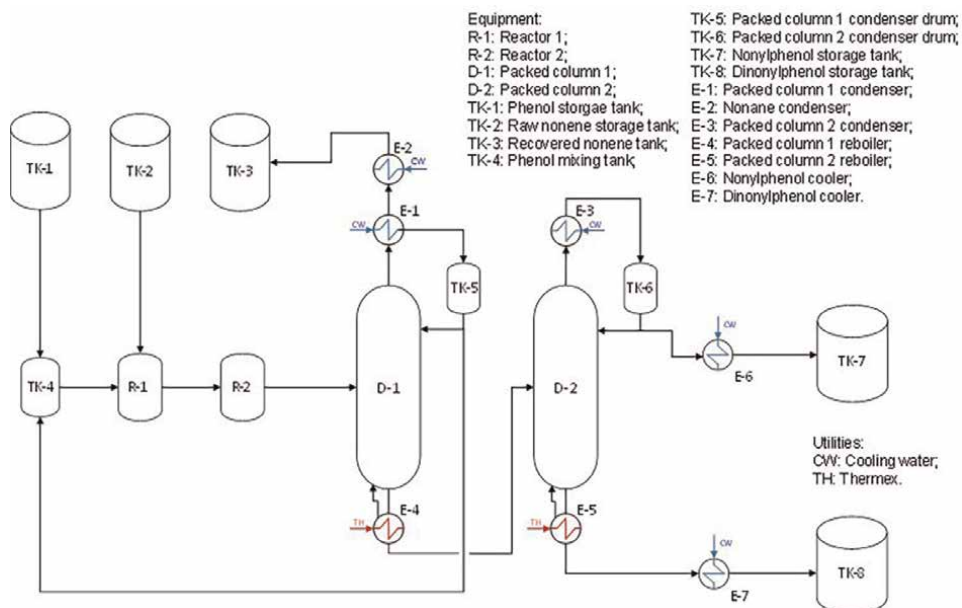 Equipment:
R-1: Reactor 1;
R-2: Reactor 2;
D-1: Packed column 1;
D-2: Packed column 2;
TK-1: Phenol storgae tank;
TK-2: Raw nonene storage tank;
TK-3: Recovered nonene tank;
TK-4: Phenol mixing tank;
TK-5: Packed column 1 condenser drum;
TK-6: Packed column 2 condenser drum;
TK-7: Nonylphenol storage tank;
TK-8: Dinonylphenol storage tank;
E-1: Packed column 1 condenser;
E-2: Nonane condenser;
E-3: Packed column 2 condenser;
E-4: Packed column 1 reboiler;
E-5: Packed column 2 reboiler;
E-6: Nonylphenol cooler;
E-7: Dinonylphenol cooler.
TK-1
TK-2
TK-3
E-2
CW
E-1
CW
E-3
CW
TK-5
TK-6
CW
E-6
TK-7
TK-4
R-1
R-2
D-1
D-2
Utilities:
CW: Cooling water;
TH: Thermex.
E-4
TH
E-5
TH
CW
E-7
TK-8